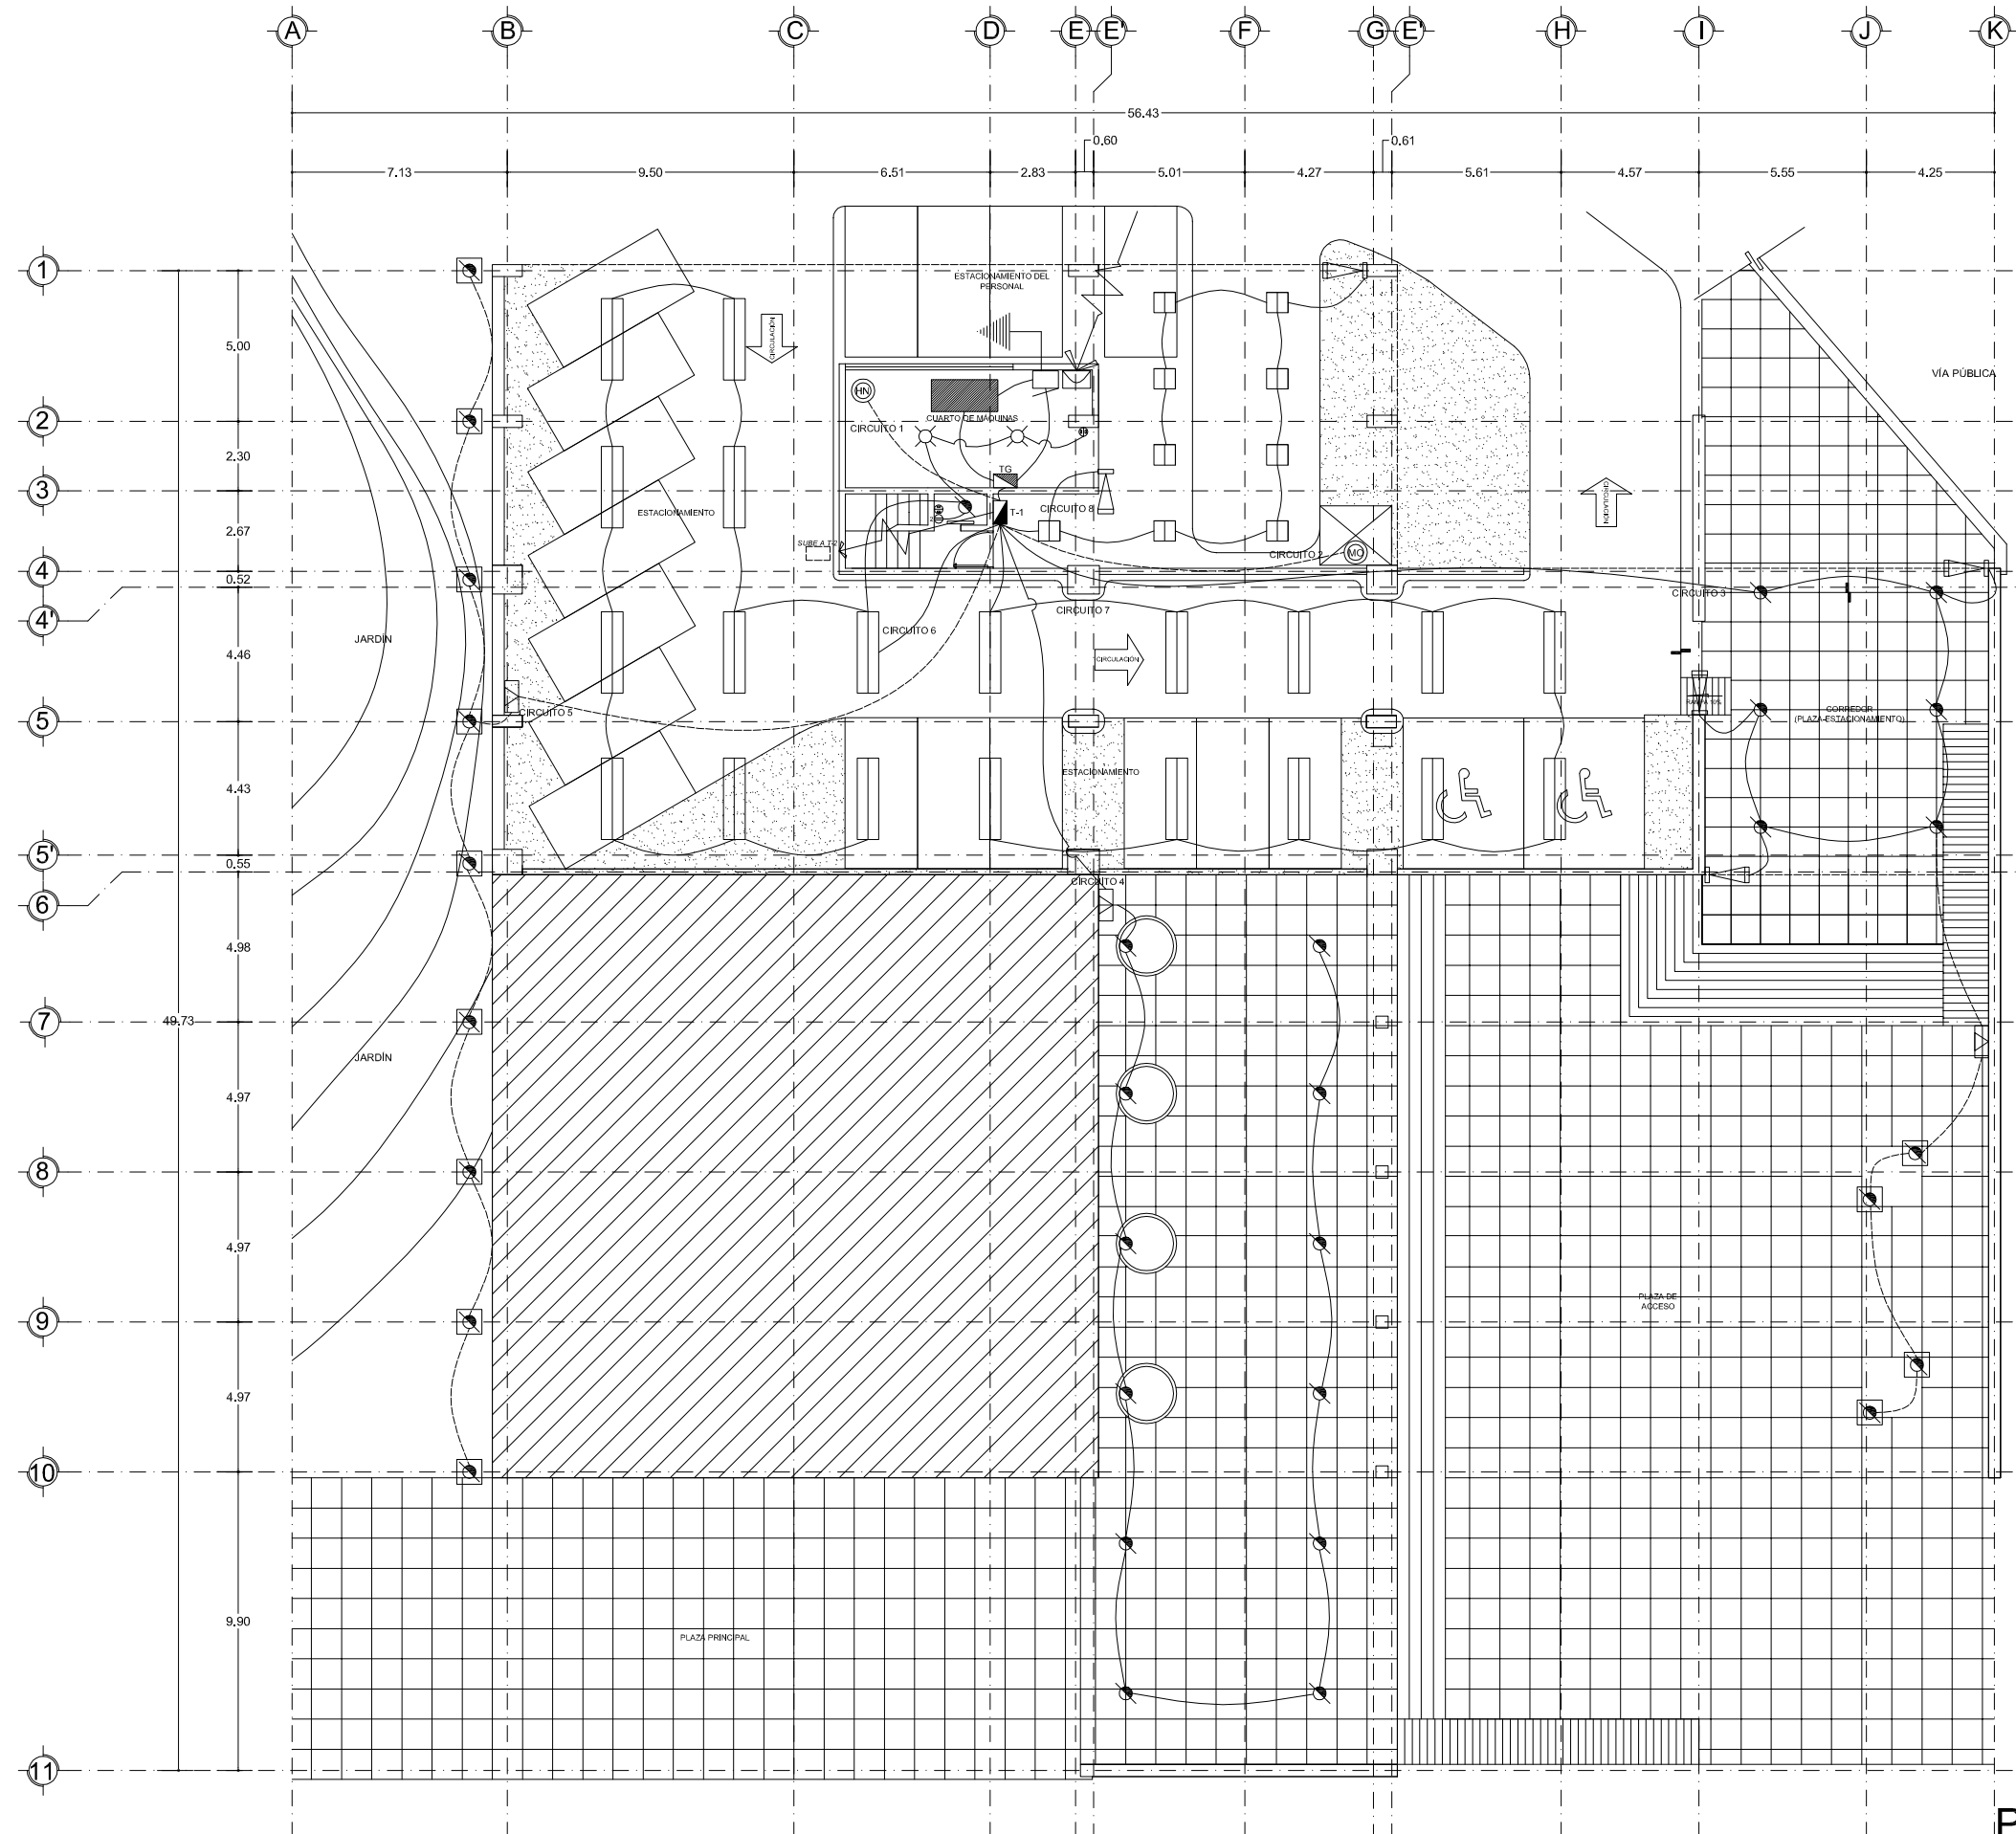 A B C D E E' F G E' H I J K
56.43
0.60 0.61
7.13 9.50 6.51 2.83 5.01 4.27 5.61 4.57 5.55 4.25
1
ESTACIONAMIENTO DEL
PERSONAL
CIRCULACIÓN
5.00
VÍA PÚBLICA
HN
2
CUARTO DE MÁQUINAS
CIRCUITO 1
2.30
TG
3
CIRCULACIÓN
ESTACIONAMIENTO
T-1
CIRCUITO 8
2.67
SUBE A T-2
CIRCUITO 2
MO
4
0.52
CIRCUITO 3
4'
CIRCUITO 7
CIRCUITO 6
JARDÍN
4.46
CIRCULACIÓN
RAMPA 10%
CIRCUITO 5
5
CORREDOR
(PLAZA-ESTACIONAMIENTO)
ESTACIONAMIENTO
4.43
5'
0.55
CIRCUITO 4
6
4.98
7
49.73
JARDÍN
4.97
8
4.97
PLAZA DE
ACCESO
9
4.97
10
9.90
PLAZA PRINCIPAL
11
P